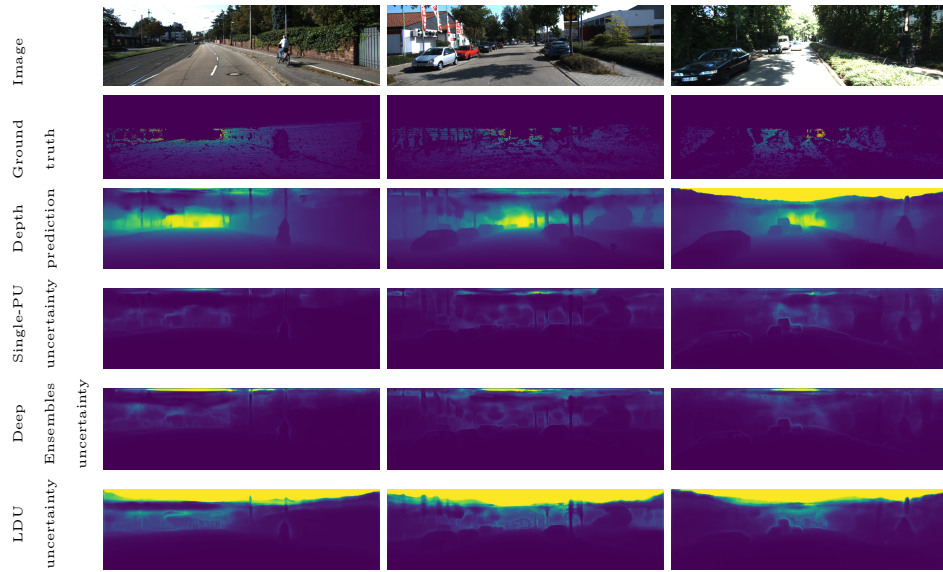 Image
Ground
truth
Depth
prediction
Single-PU
uncertainty
Deep
Ensembles
uncertainty
LDU
uncertainty